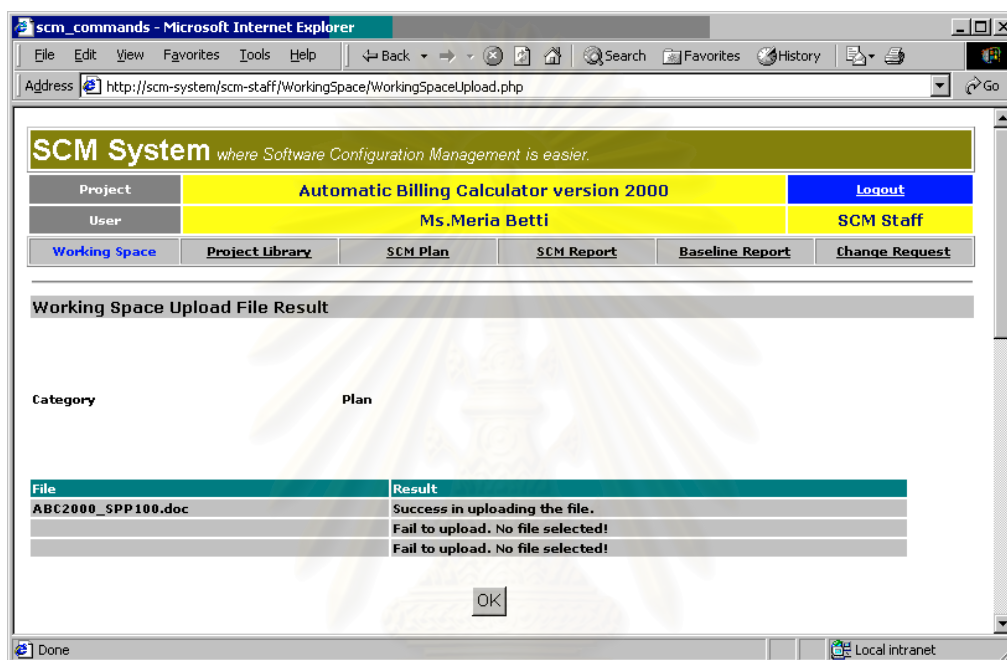 scm_commands - Microsoft Internet Explorer
File Edit View Favorites Tools Help Back Search Favorites History
Address http://scm-system/scm-staff/WorkingSpace/WorkingSpaceUpload.php Go
SCM System where Software Configuration Management is easier.
Project Automatic Billing Calculator version 2000 Logout
User Ms.Meria Betti SCM Staff
Working Space Project Library SCM Plan SCM Report Baseline Report Change Request
Working Space Upload File Result
Category Plan
File Result
ABC2000_SPP100.doc Success in uploading the file.
Fail to upload. No file selected!
Fail to upload. No file selected!
OK
Done Local intranet